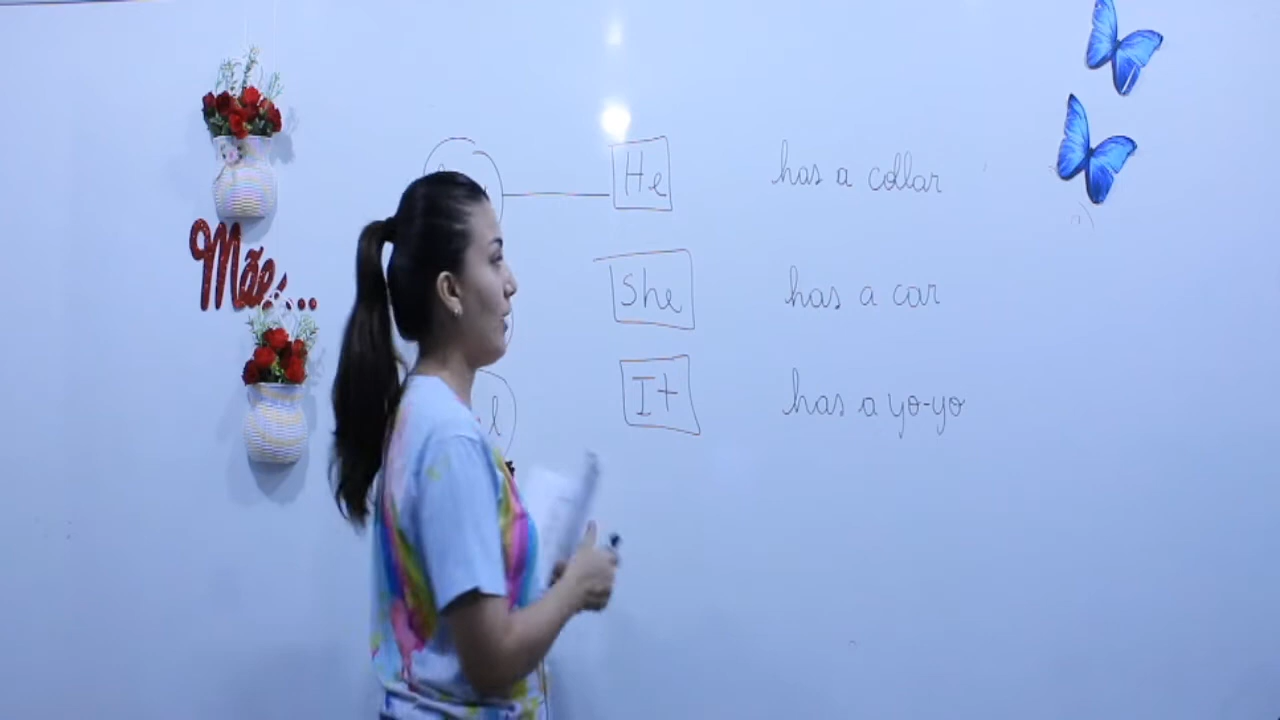 He has a collar
Mãe...
She has a car
It has a yo-yo